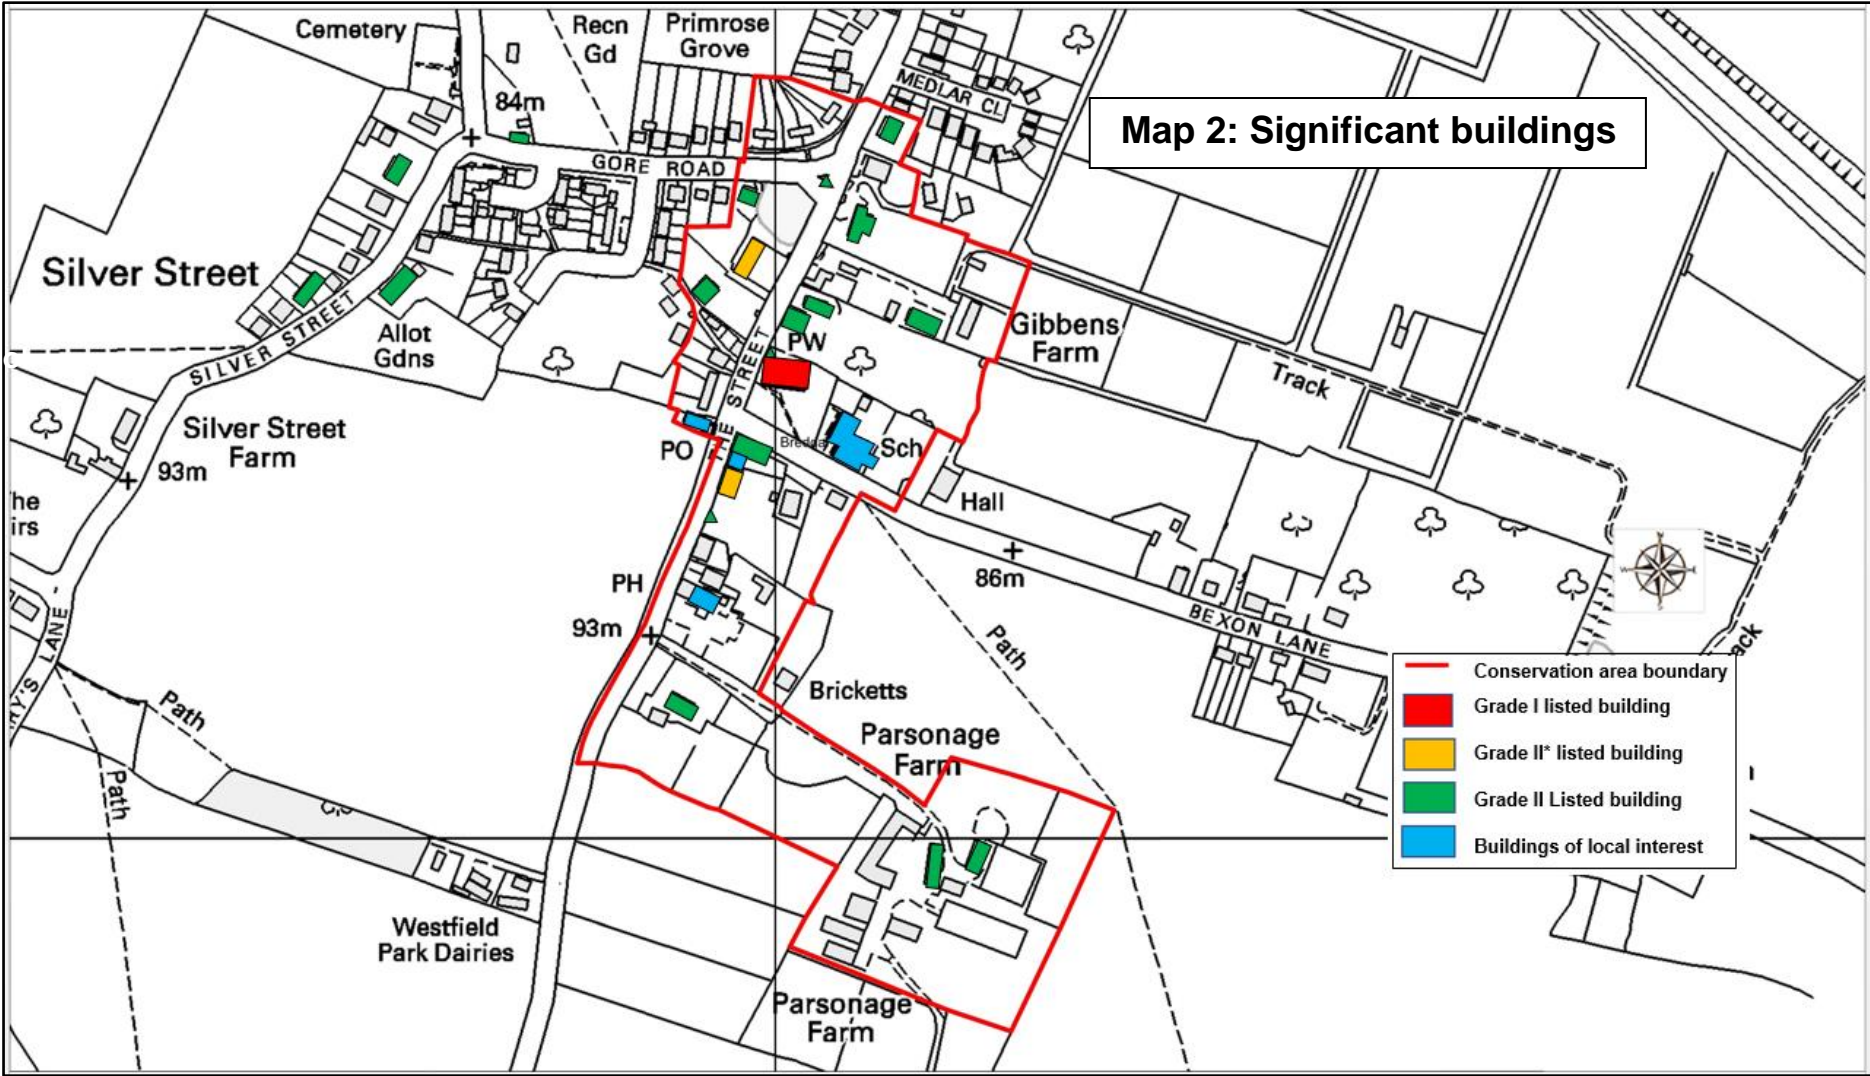 Cemetery
Recn
Gd
Primrose
Grove
MEDLAR CL
84m
Map 2: Significant buildings
GORE ROAD
Silver Street
SILVER STREET
Allot
Gdns
THE STREET
PW
Gibbens
Farm
Track
Silver Street
Farm
93m
PO
Sch
Hall
86m
BEXON LANE
PH
93m
Path
Bricketts
Parsonage
Farm
Path
Path
LANE
Westfield
Park Dairies
Parsonage
Farm
Conservation area boundary
Grade I listed building
Grade II* listed building
Grade II Listed building
Buildings of local interest